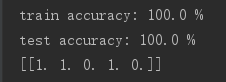 train accuracy: 100.0 %
test accuracy: 100.0 %
[[1. 1. 0. 1. 0.]]